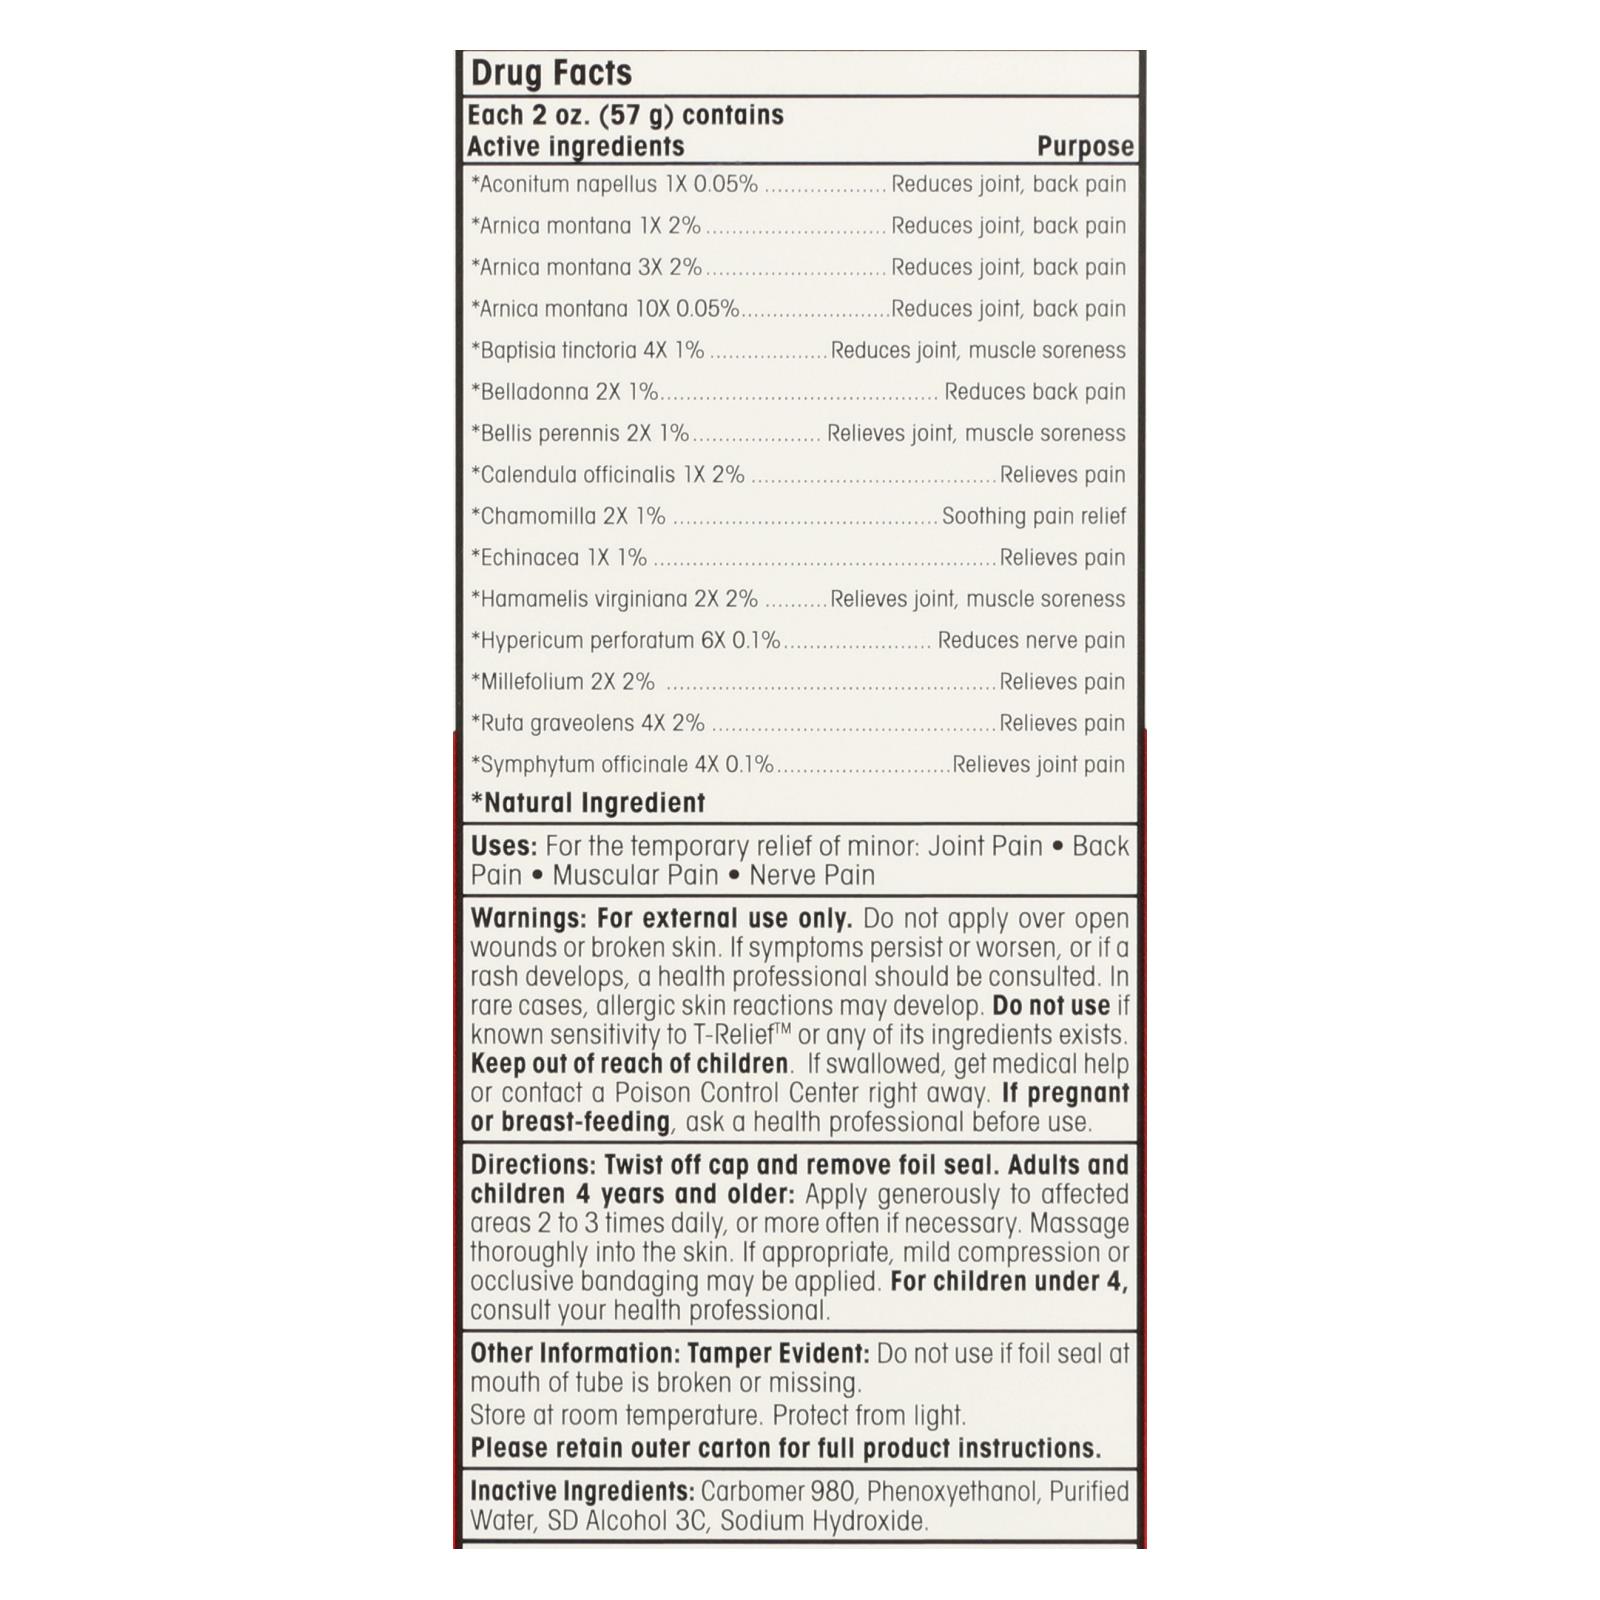 Drug Facts
Each 2 oz. (57 g) contains
Active ingredients Purpose
*Aconitum napellus 1X 0.05% ................... Reduces joint, back pain
*Arnica montana 1X 2% ............................ Reduces joint, back pain
*Arnica montana 3X 2%............................ Reduces joint, back pain
*Arnica montana 10X 0.05%.......................Reduces joint, back pain
*Baptisia tinctoria 4X 1% ..................Reduces joint, muscle soreness
*Belladonna 2X 1%........................................... Reduces back pain
*Bellis perennis 2X 1%.................... Relieves joint, muscle soreness
*Calendula officinalis 1X 2% ......................................Relieves pain
*Chamomilla 2X 1% .........................................Soothing pain relief
*Echinacea 1X 1% .....................................................Relieves pain
*Hamamelis virginiana 2X 2% ..........Relieves joint, muscle soreness
*Hypericum perforatum 6X 0.1%....................... Reduces nerve pain
*Millefolium 2X 2% ...................................................Relieves pain
*Ruta graveolens 4X 2% ............................................Relieves pain
*Symphytum officinale 4X 0.1%...........................Relieves joint pain
*Natural Ingredient
Uses: For the temporary relief of minor: Joint Pain • Back
Pain • Muscular Pain • Nerve Pain
Warnings: For external use only. Do not apply over open
wounds or broken skin. If symptoms persist or worsen, or if a
rash develops, a health professional should be consulted. In
rare cases, allergic skin reactions may develop. Do not use if
known sensitivity to T-Relief™ or any of its ingredients exists.
Keep out of reach of children. If swallowed, get medical help
or contact a Poison Control Center right away. If pregnant
or breast-feeding, ask a health professional before use.
Directions: Twist off cap and remove foil seal. Adults and
children 4 years and older: Apply generously to affected
areas 2 to 3 times daily, or more often if necessary. Massage
thoroughly into the skin. If appropriate, mild compression or
occlusive bandaging may be applied. For children under 4,
consult your health professional.
Other Information: Tamper Evident: Do not use if foil seal at
mouth of tube is broken or missing.
Store at room temperature. Protect from light.
Please retain outer carton for full product instructions.
Inactive Ingredients: Carbomer 980, Phenoxyethanol, Purified
Water, SD Alcohol 3C, Sodium Hydroxide.